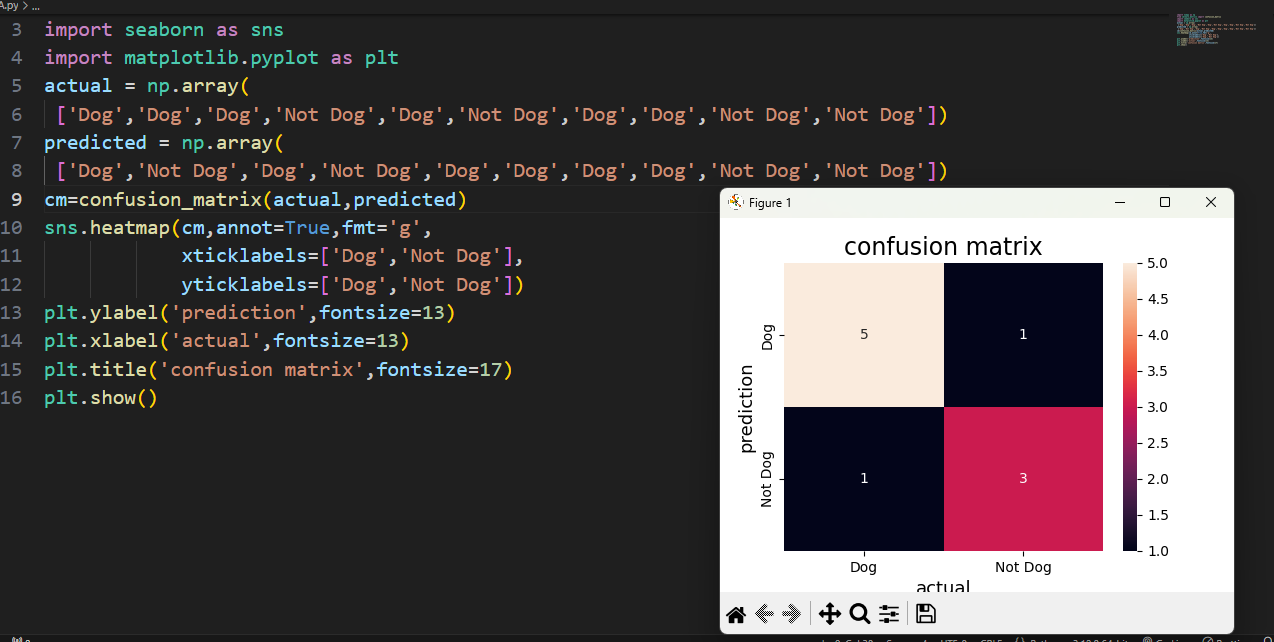 A.py > ...
3 import seaborn as sns
4 import matplotlib.pyplot as plt
5 actual = np.array(
6 ['Dog','Dog','Dog','Not Dog','Dog','Not Dog','Dog','Dog','Not Dog','Not Dog'])
7 predicted = np.array(
8 ['Dog','Not Dog','Dog','Not Dog','Dog','Dog','Dog','Dog','Not Dog','Not Dog'])
9 cm=confusion_matrix(actual,predicted)
10 sns.heatmap(cm,annot=True,fmt='g',
11 xticklabels=['Dog','Not Dog'],
12 yticklabels=['Dog','Not Dog'])
13 plt.ylabel('prediction',fontsize=13)
14 plt.xlabel('actual',fontsize=13)
15 plt.title('confusion matrix',fontsize=17)
16 plt.show()
Figure 1
confusion matrix
prediction
Dog
Not Dog
5 1
1 3
Dog Not Dog
actual
5.0
4.5
4.0
3.5
3.0
2.5
2.0
1.5
1.0